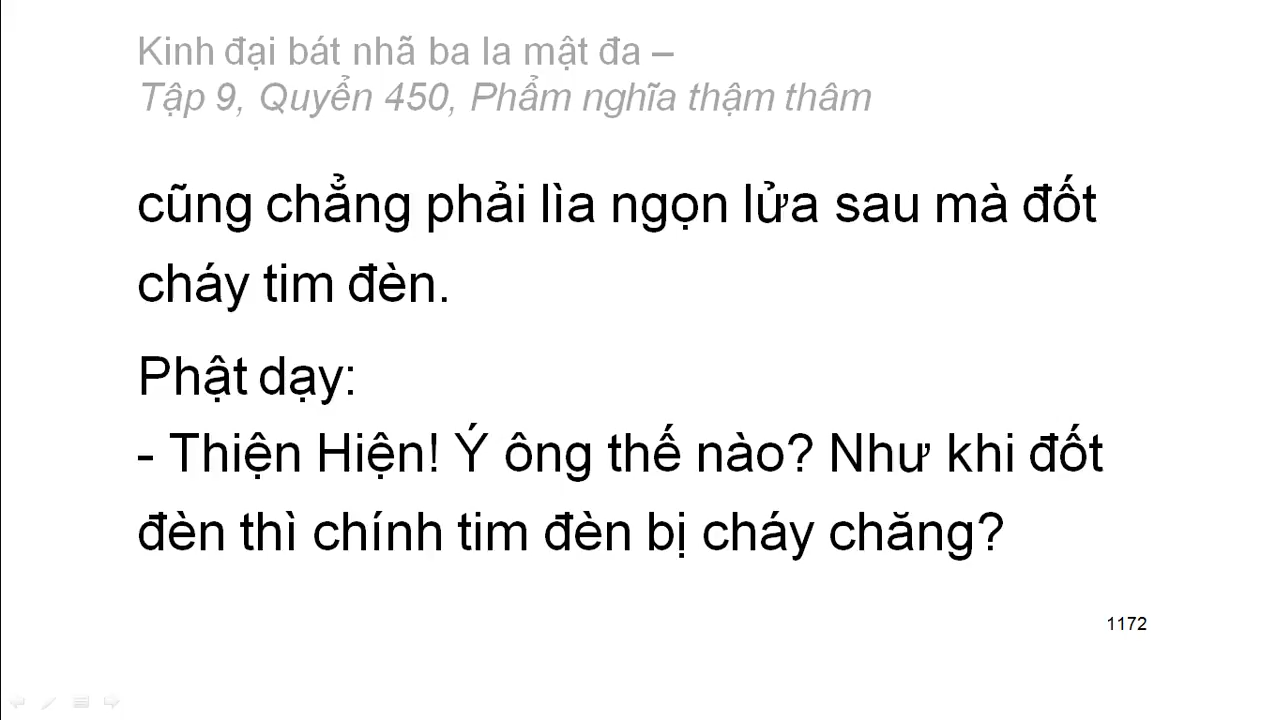 Kinh đại bát nhã ba la mật đa –
Tập 9, Quyển 450, Phẩm nghĩa thậm thâm
cũng chẳng phải lìa ngọn lửa sau mà đốt
cháy tim đèn.
Phật dạy:
- Thiện Hiện! Ý ông thế nào? Như khi đốt
đèn thì chính tim đèn bị cháy chăng?
1172